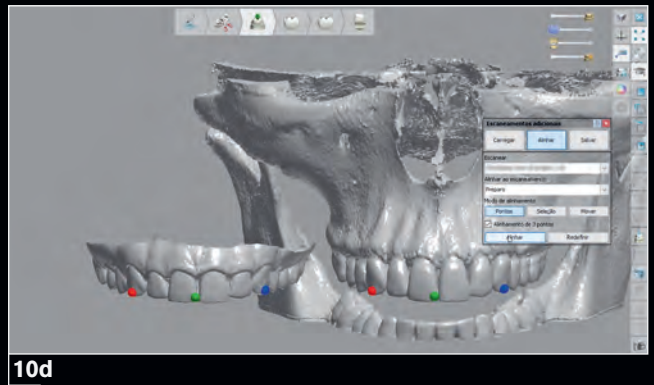 Escaneamentos adicionais
Carregar Alinhar Salvar
Escanear
Alinhar ao escaneamento
Preparo
Modo de alinhamento
Pontos Seleção Mover
Alinhamento de 3 pontos
Alinhar Redefinir
10d